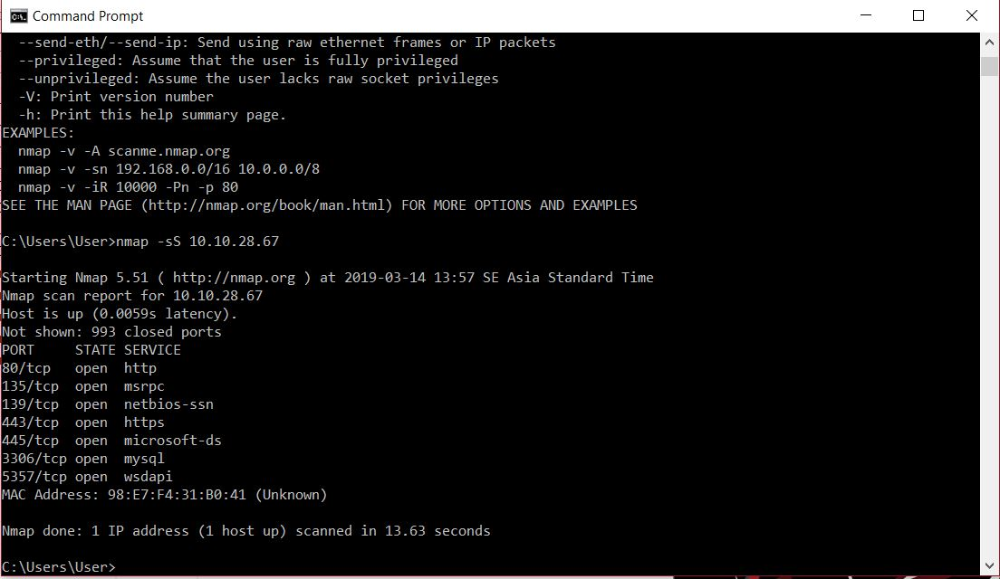 Command Prompt
--send-eth/--send-ip: Send using raw ethernet frames or IP packets
--privileged: Assume that the user is fully privileged
--unprivileged: Assume the user lacks raw socket privileges
-V: Print version number
-h: Print this help summary page.
EXAMPLES:
nmap -v -A scanme.nmap.org
nmap -v -sn 192.168.0.0/16 10.0.0.0/8
nmap -v -iR 10000 -Pn -p 80
SEE THE MAN PAGE (http://nmap.org/book/man.html) FOR MORE OPTIONS AND EXAMPLES
C:\Users\User>nmap -sS 10.10.28.67
Starting Nmap 5.51 ( http://nmap.org ) at 2019-03-14 13:57 SE Asia Standard Time
Nmap scan report for 10.10.28.67
Host is up (0.0059s latency).
Not shown: 993 closed ports
PORT     STATE SERVICE
80/tcp   open  http
135/tcp  open  msrpc
139/tcp  open  netbios-ssn
443/tcp  open  https
445/tcp  open  microsoft-ds
3306/tcp open  mysql
5357/tcp open  wsdapi
MAC Address: 98:E7:F4:31:B0:41 (Unknown)
Nmap done: 1 IP address (1 host up) scanned in 13.63 seconds
C:\Users\User>